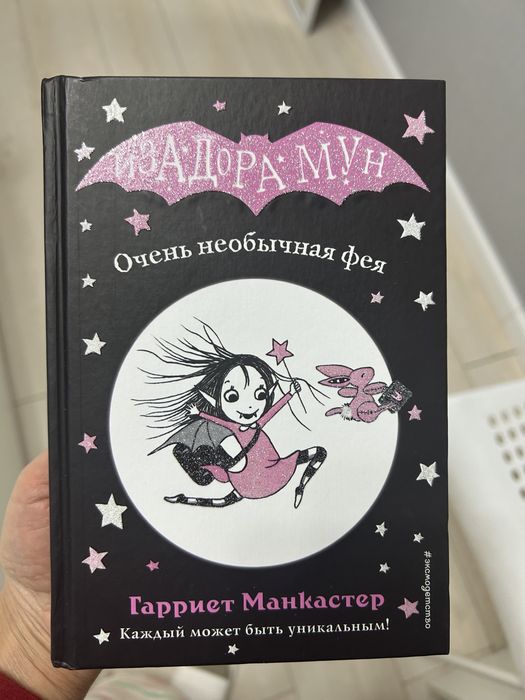 ИЗАДОРА МУН
Очень необычная фея
Гарриет Манкастер
Каждый может быть уникальным!
#эксмодетство